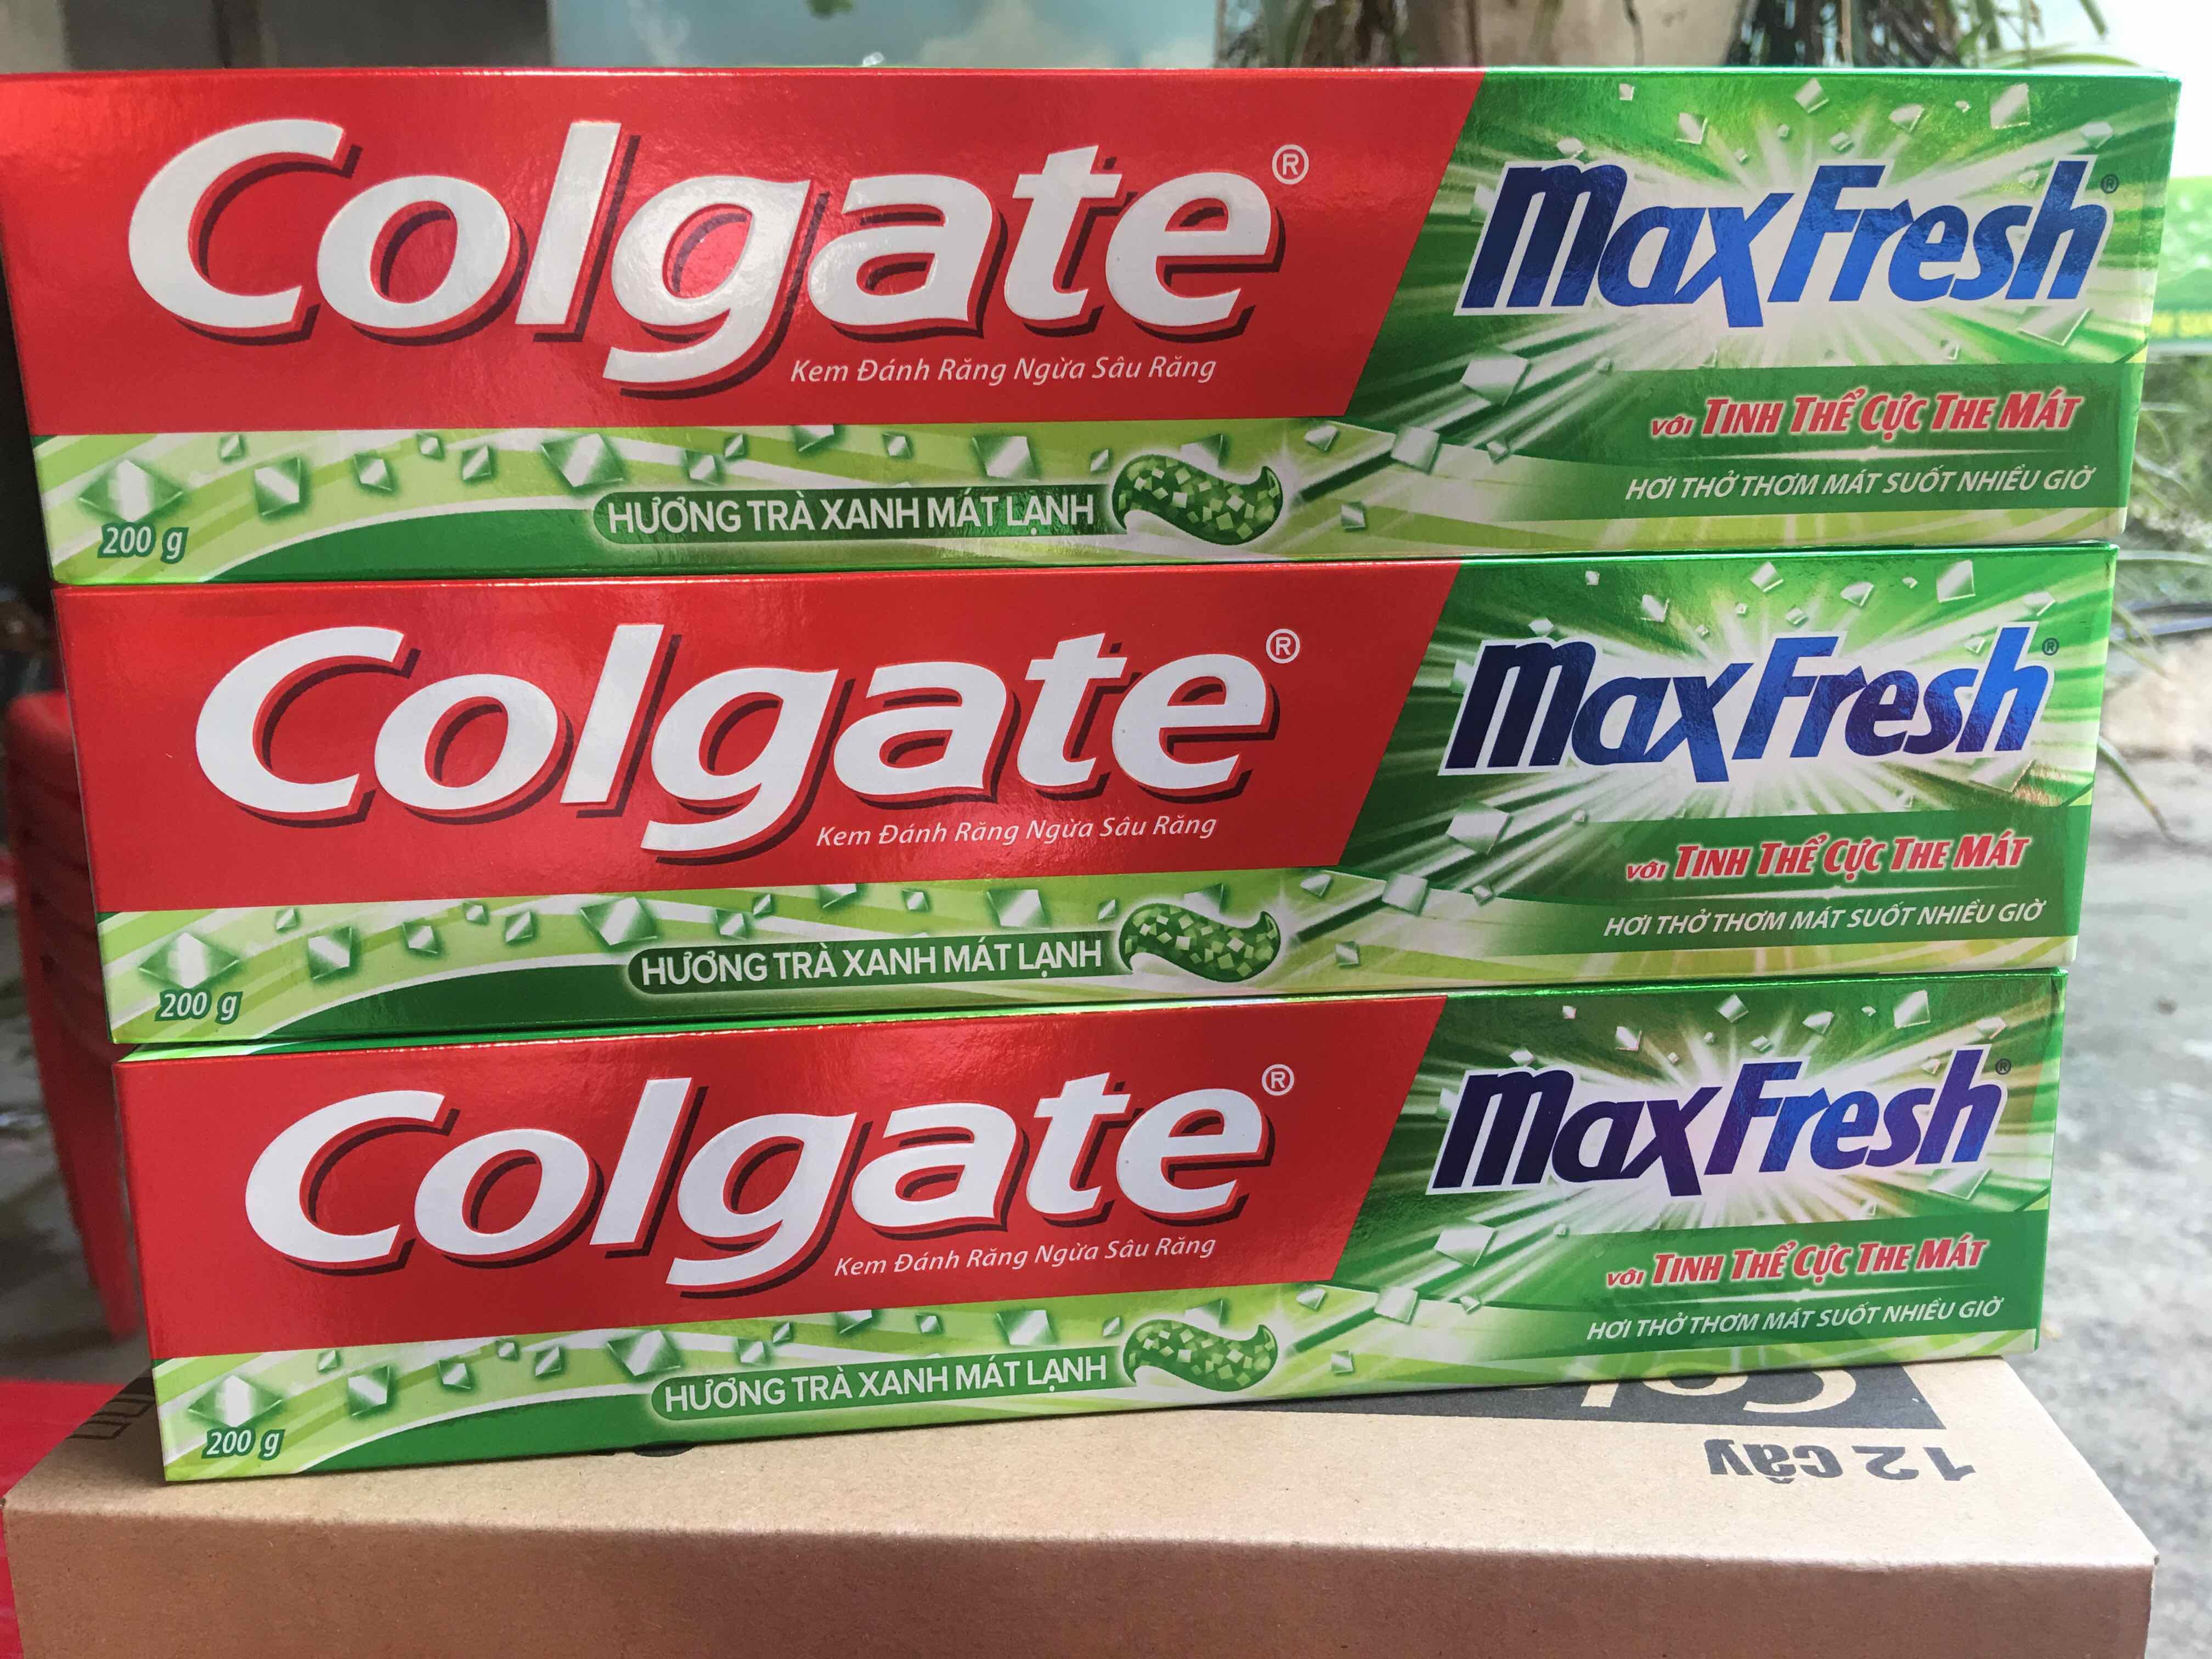 Colgate®
MaxFresh®
Kem Đánh Răng Ngừa Sâu Răng
VỚI TINH THỂ CỰC THE MÁT
HƠI THỞ THƠM MÁT SUỐT NHIỀU GIỜ
HƯƠNG TRÀ XANH MÁT LẠNH
200 g
Colgate®
MaxFresh®
Kem Đánh Răng Ngừa Sâu Răng
VỚI TINH THỂ CỰC THE MÁT
HƠI THỞ THƠM MÁT SUỐT NHIỀU GIỜ
HƯƠNG TRÀ XANH MÁT LẠNH
200 g
Colgate®
MaxFresh®
Kem Đánh Răng Ngừa Sâu Răng
VỚI TINH THỂ CỰC THE MÁT
HƠI THỞ THƠM MÁT SUỐT NHIỀU GIỜ
HƯƠNG TRÀ XANH MÁT LẠNH
200 g
12 cây